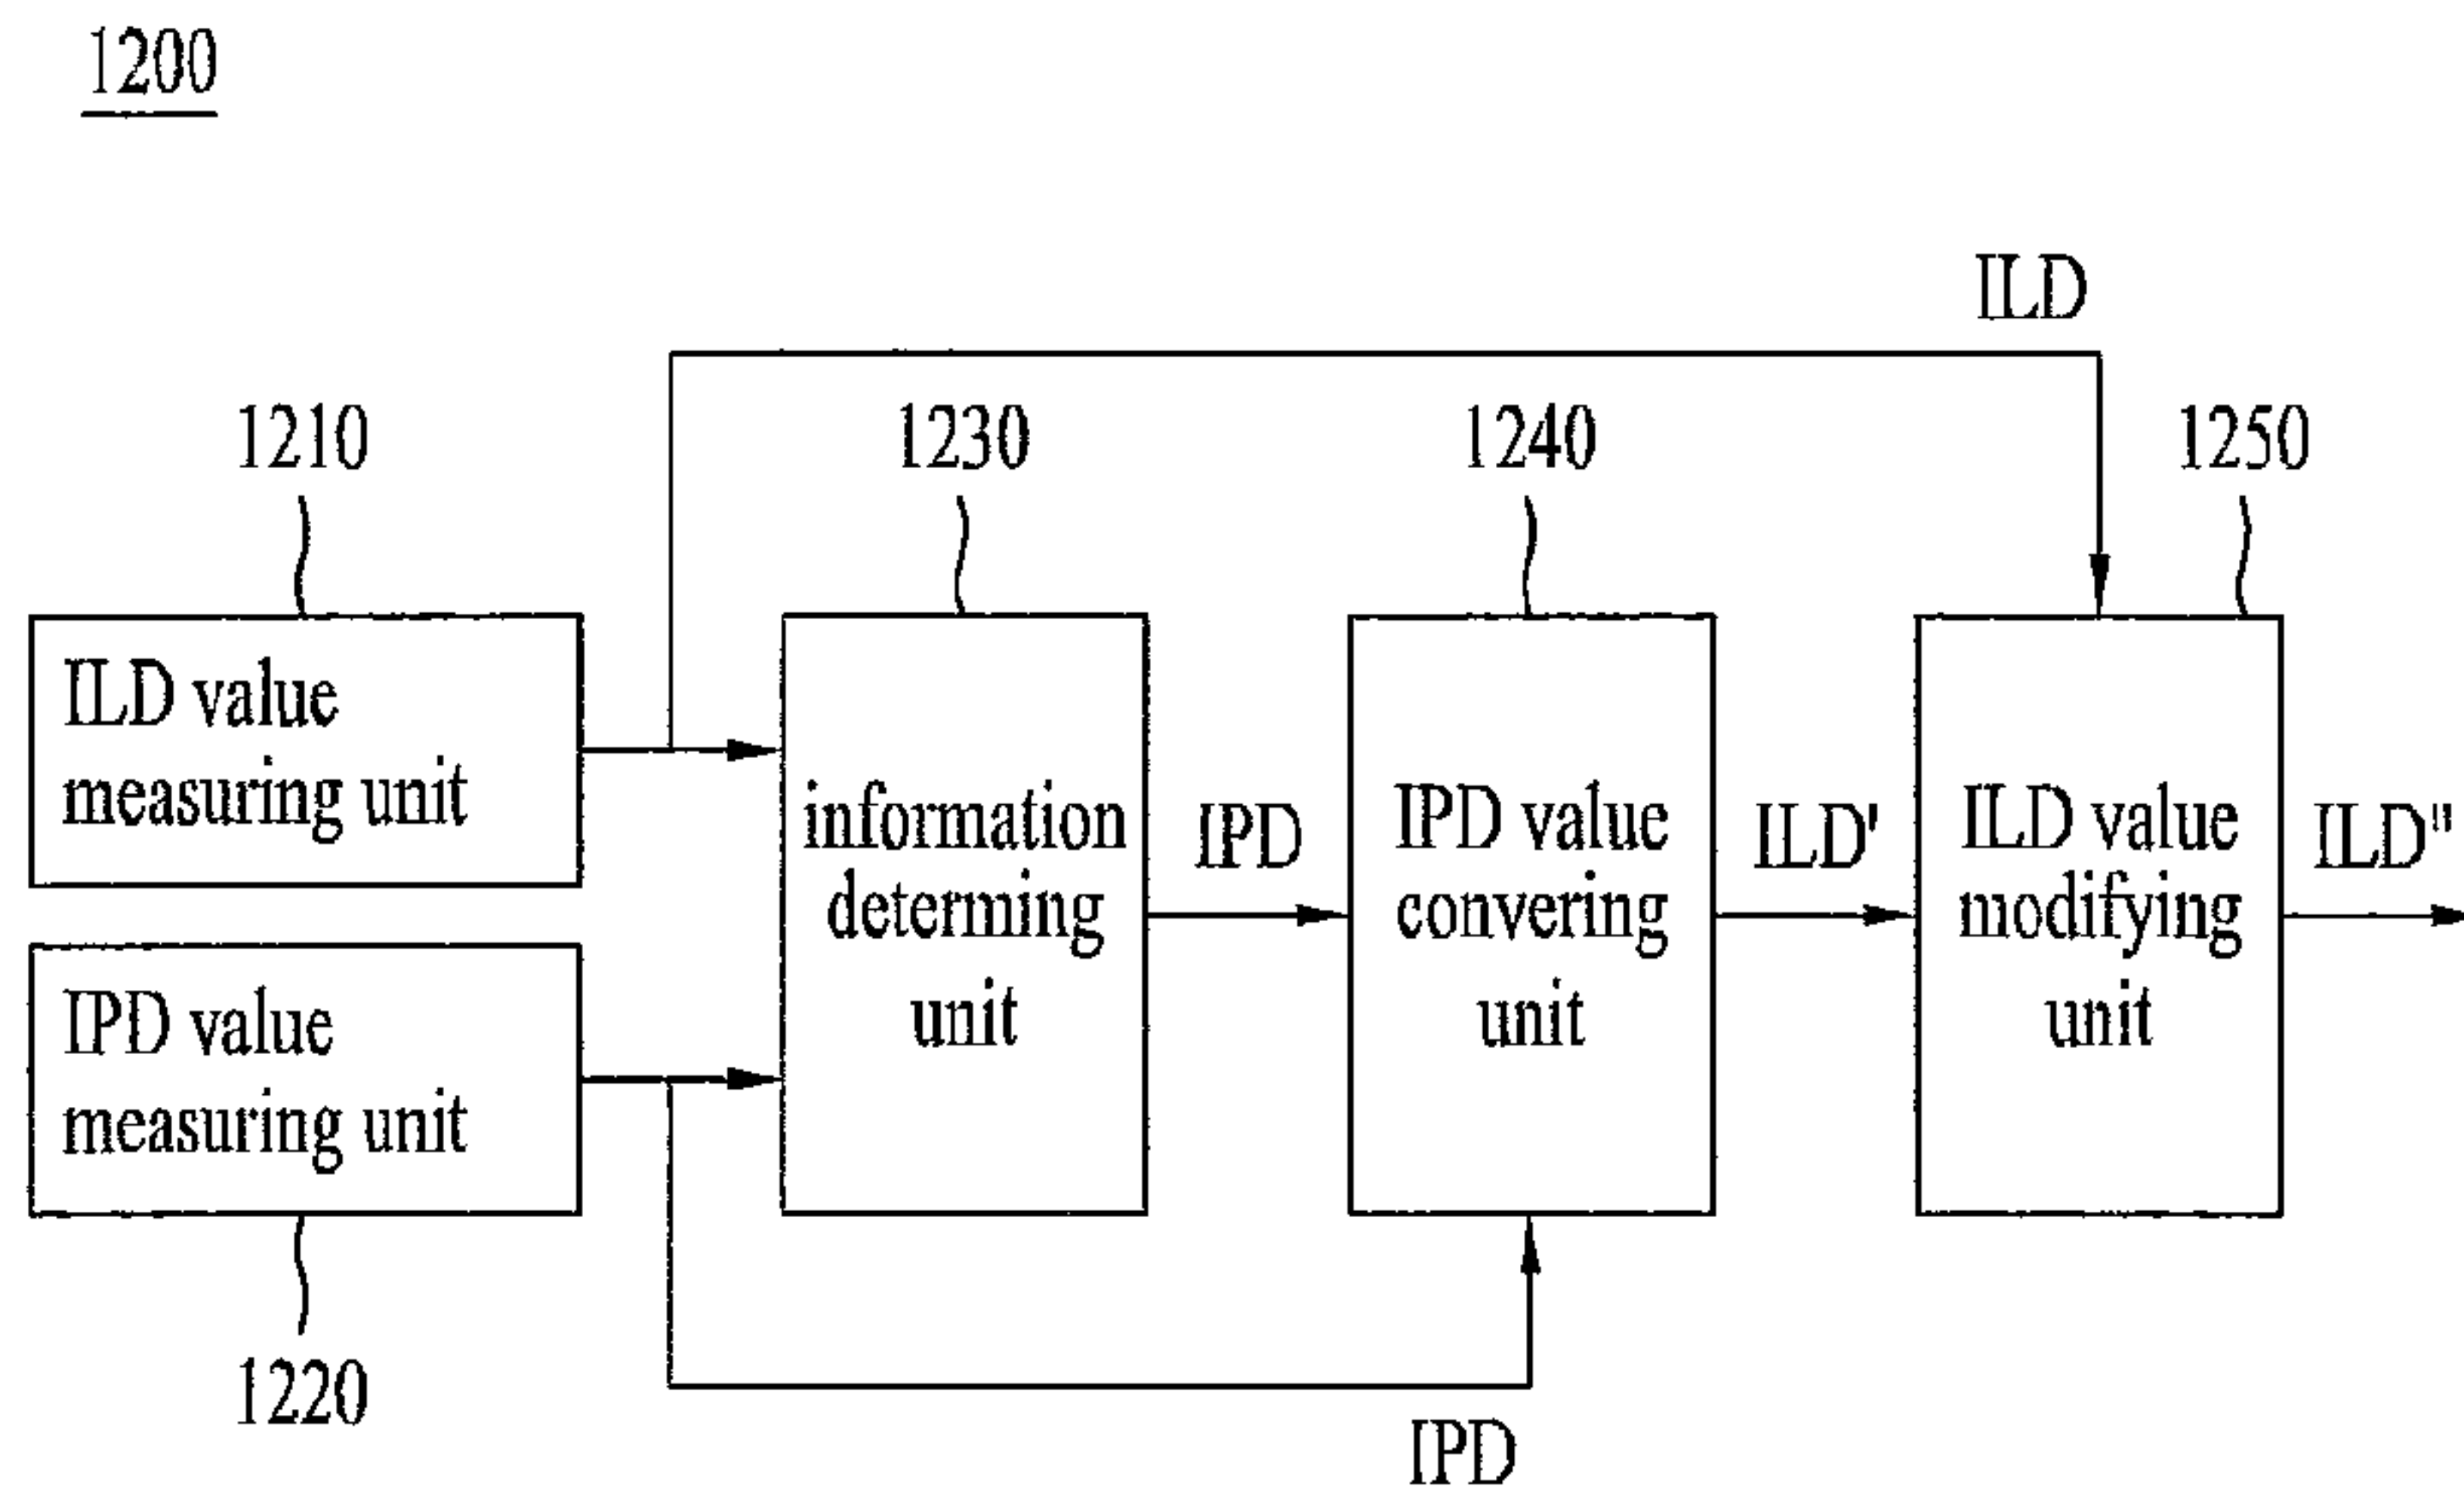 1200
ILD
1210
1230
1240
1250
ILD value
measuring unit
information
determing
unit
IPD
IPD value
convering
unit
ILD'
ILD value
modifying
unit
ILD"
IPD value
measuring unit
1220
IPD